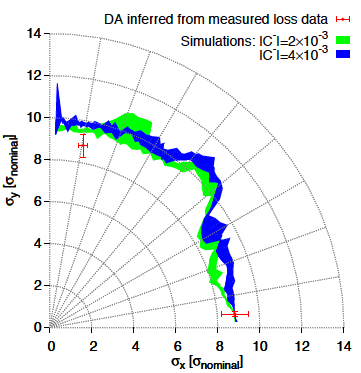 DA inferred from measured loss data
Simulations: |C⁻|=2×10⁻³
|C⁻|=4×10⁻³
14
12
10
8
6
4
2
0
σy [σnominal]
0 2 4 6 8 10 12 14
σx [σnominal]